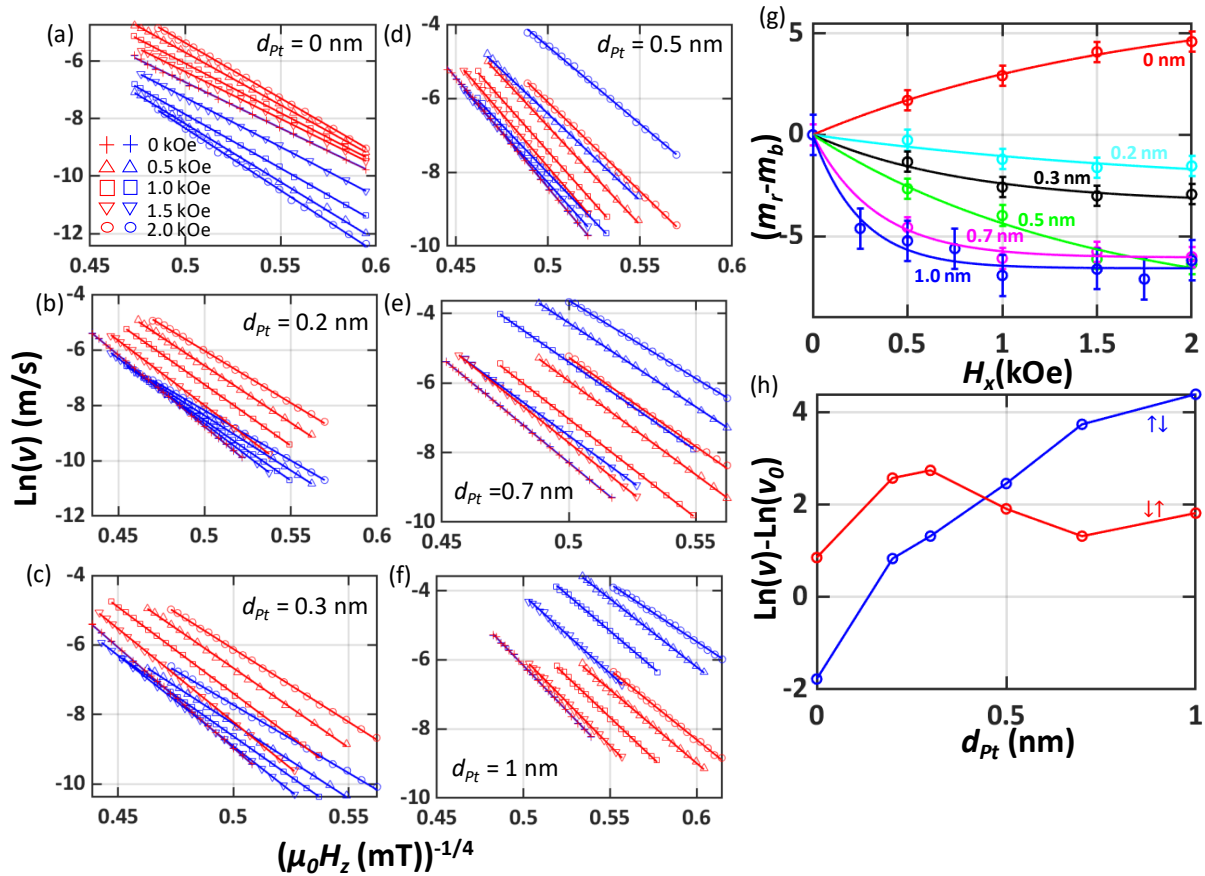 (a)
d_Pt = 0 nm
-6
-8
-10
-12
0 kOe
0.5 kOe
1.0 kOe
1.5 kOe
2.0 kOe
0.45
0.5
0.55
0.6
(b)
d_Pt = 0.2 nm
-4
-6
-8
-10
-12
0.45
0.5
0.55
0.6
(c)
d_Pt = 0.3 nm
-4
-6
-8
-10
0.45
0.5
0.55
Ln(v) (m/s)
(d)
d_Pt = 0.5 nm
-4
-6
-8
-10
0.45
0.5
0.55
0.6
(e)
d_Pt = 0.7 nm
-4
-6
-8
-10
0.45
0.5
0.55
(f)
d_Pt = 1 nm
-4
-6
-8
-10
0.45
0.5
0.55
0.6
(μ₀H_z (mT))^-1/4
(g)
(m_r-m_b)
5
0
-5
0 nm
0.2 nm
0.3 nm
0.5 nm
0.7 nm
1.0 nm
0
0.5
1
1.5
2
H_x(kOe)
(h)
Ln(v)-Ln(v_0)
4
2
0
-2
↑↓
↓↑
0
0.5
1
d_Pt (nm)